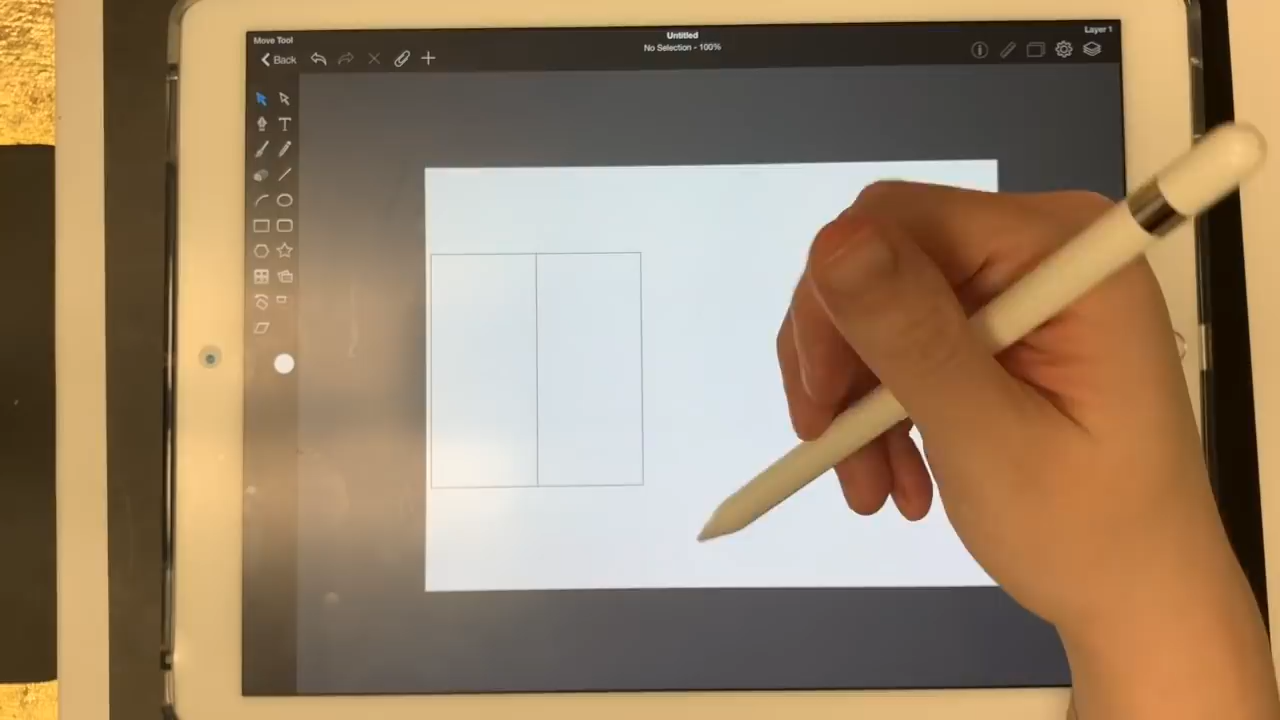 Move Tool
Untitled
Layer 1
Back
No Selection - 100%
T